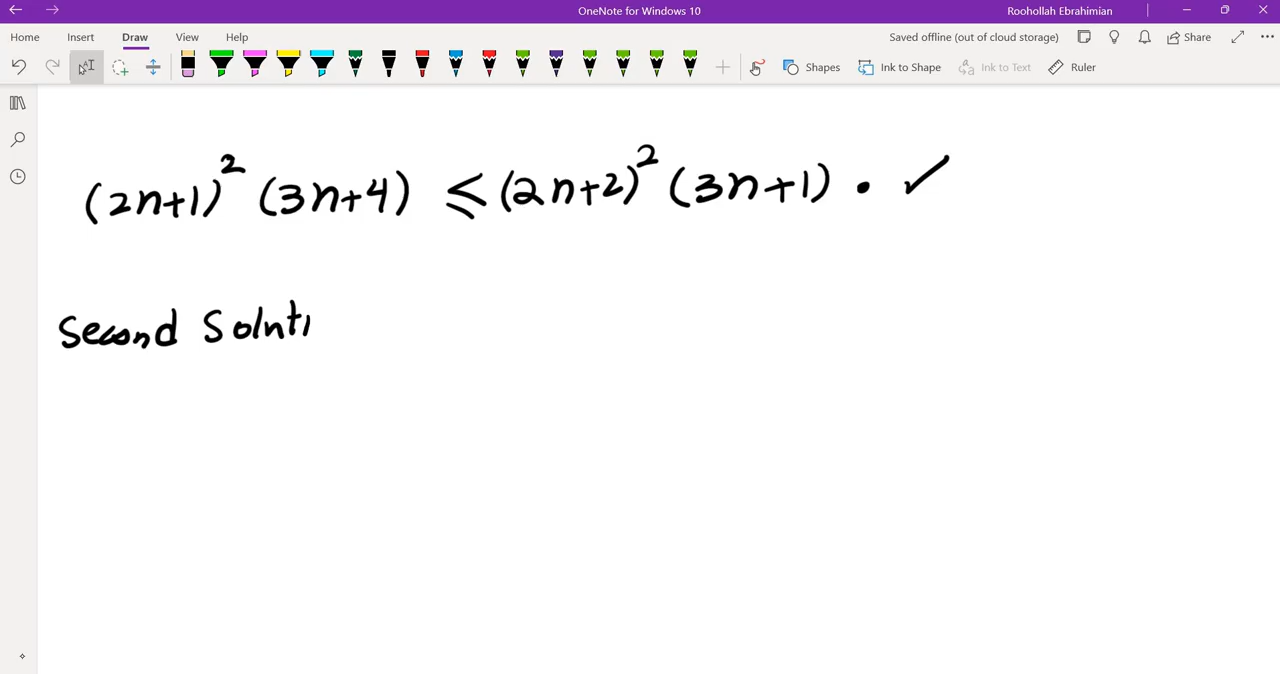 OneNote for Windows 10
Roohollah Ebrahimian
Home Insert Draw View Help
Saved offline (out of cloud storage)
Share
Shapes
Ink to Shape
Ink to Text
Ruler
(2n+1)² (3n+4) ≤ (2n+2)² (3n+1) . ✓
Second Soluti